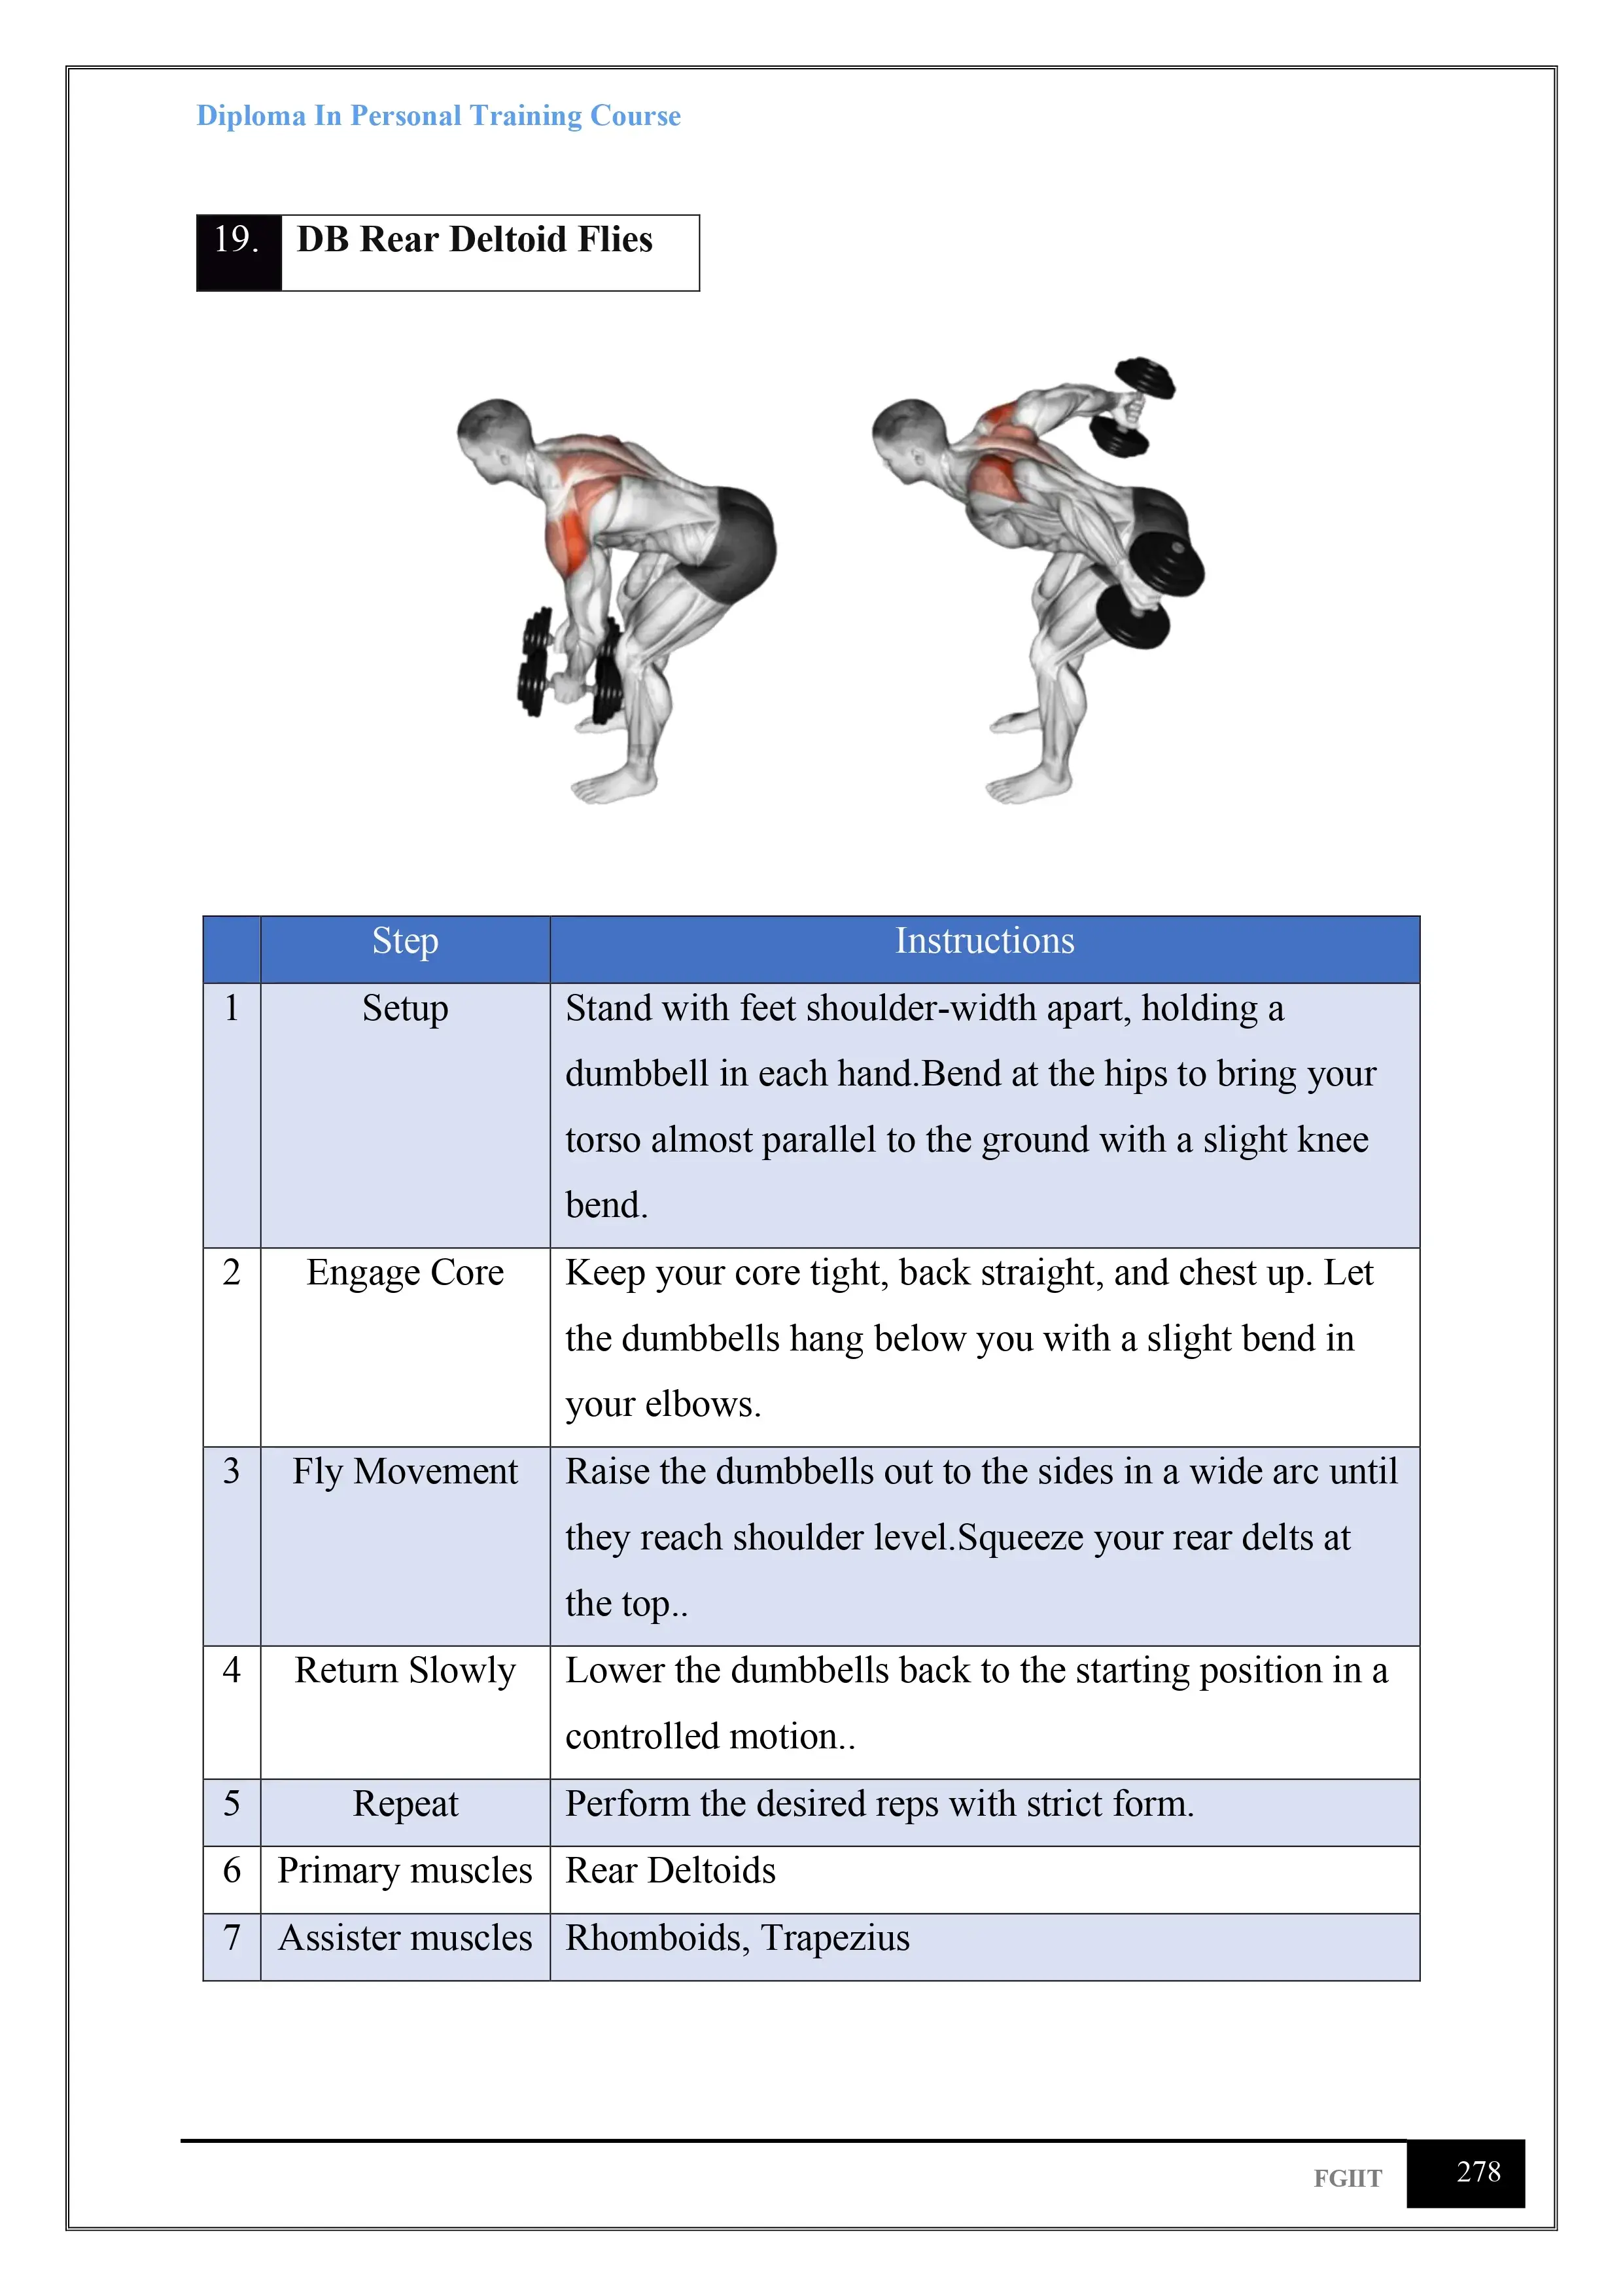 Diploma In Personal Training Course
19. DB Rear Deltoid Flies
Step Instructions
1 Setup Stand with feet shoulder-width apart, holding a
dumbbell in each hand.Bend at the hips to bring your
torso almost parallel to the ground with a slight knee
bend.
2 Engage Core Keep your core tight, back straight, and chest up. Let
the dumbbells hang below you with a slight bend in
your elbows.
3 Fly Movement Raise the dumbbells out to the sides in a wide arc until
they reach shoulder level.Squeeze your rear delts at
the top..
4 Return Slowly Lower the dumbbells back to the starting position in a
controlled motion..
5 Repeat Perform the desired reps with strict form.
6 Primary muscles Rear Deltoids
7 Assister muscles Rhomboids, Trapezius
FGIIT 278